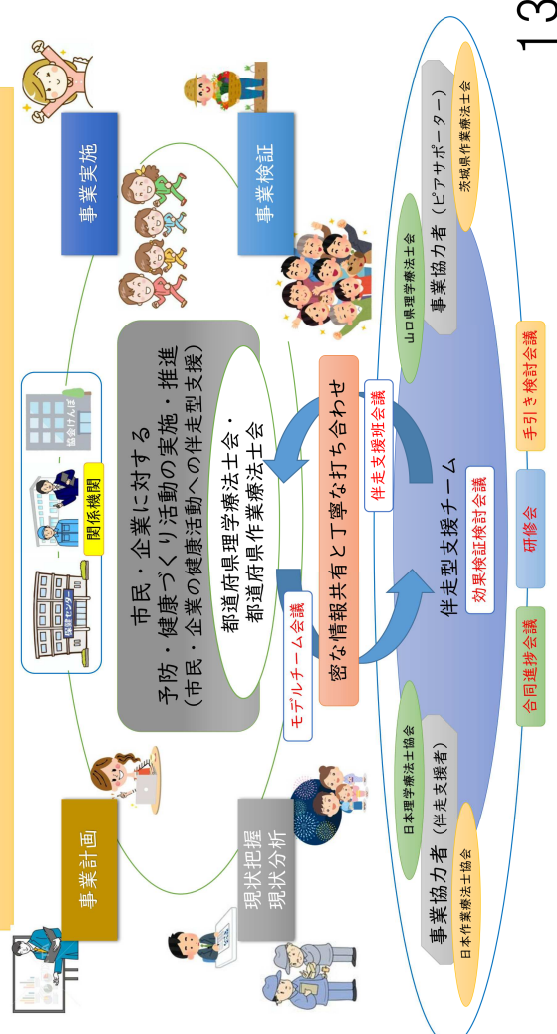 事業計画
事業実施
保健センター
関係機関
協会けんぽ
市民・企業に対する
予防・健康づくり活動の実施・推進
(市民・企業の健康活動への伴走型支援)
都道府県理学療法士会・
都道府県作業療法士会
現状把握
現状分析
事業検証
モデルチーム会議
密な情報共有と丁寧な打ち合わせ
伴走支援班会議
日本理学療法士協会
事業協力者(伴走支援者)
日本作業療法士協会
伴走型支援チーム
効果検証検討会議
山口県理学療法士会
事業協力者(ピアサポーター)
茨城県作業療法士会
合同進捗会議
研修会
手引き検討会議
13